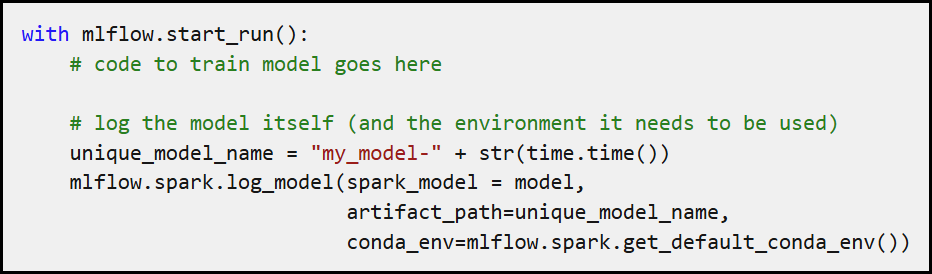 with mlflow.start_run():
    # code to train model goes here

    # log the model itself (and the environment it needs to be used)
    unique_model_name = "my_model-" + str(time.time())
    mlflow.spark.log_model(spark_model = model,
                           artifact_path=unique_model_name,
                           conda_env=mlflow.spark.get_default_conda_env())